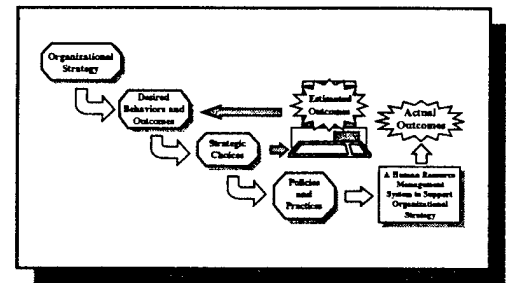 Organizational
Strategy
Desired
Behaviors and
Outcomes
Estimated
Outcomes
Actual
Outcomes
Strategic
Choices
Policies
and
Practices
A Human Resource
Management
System to Support
Organizational
Strategy